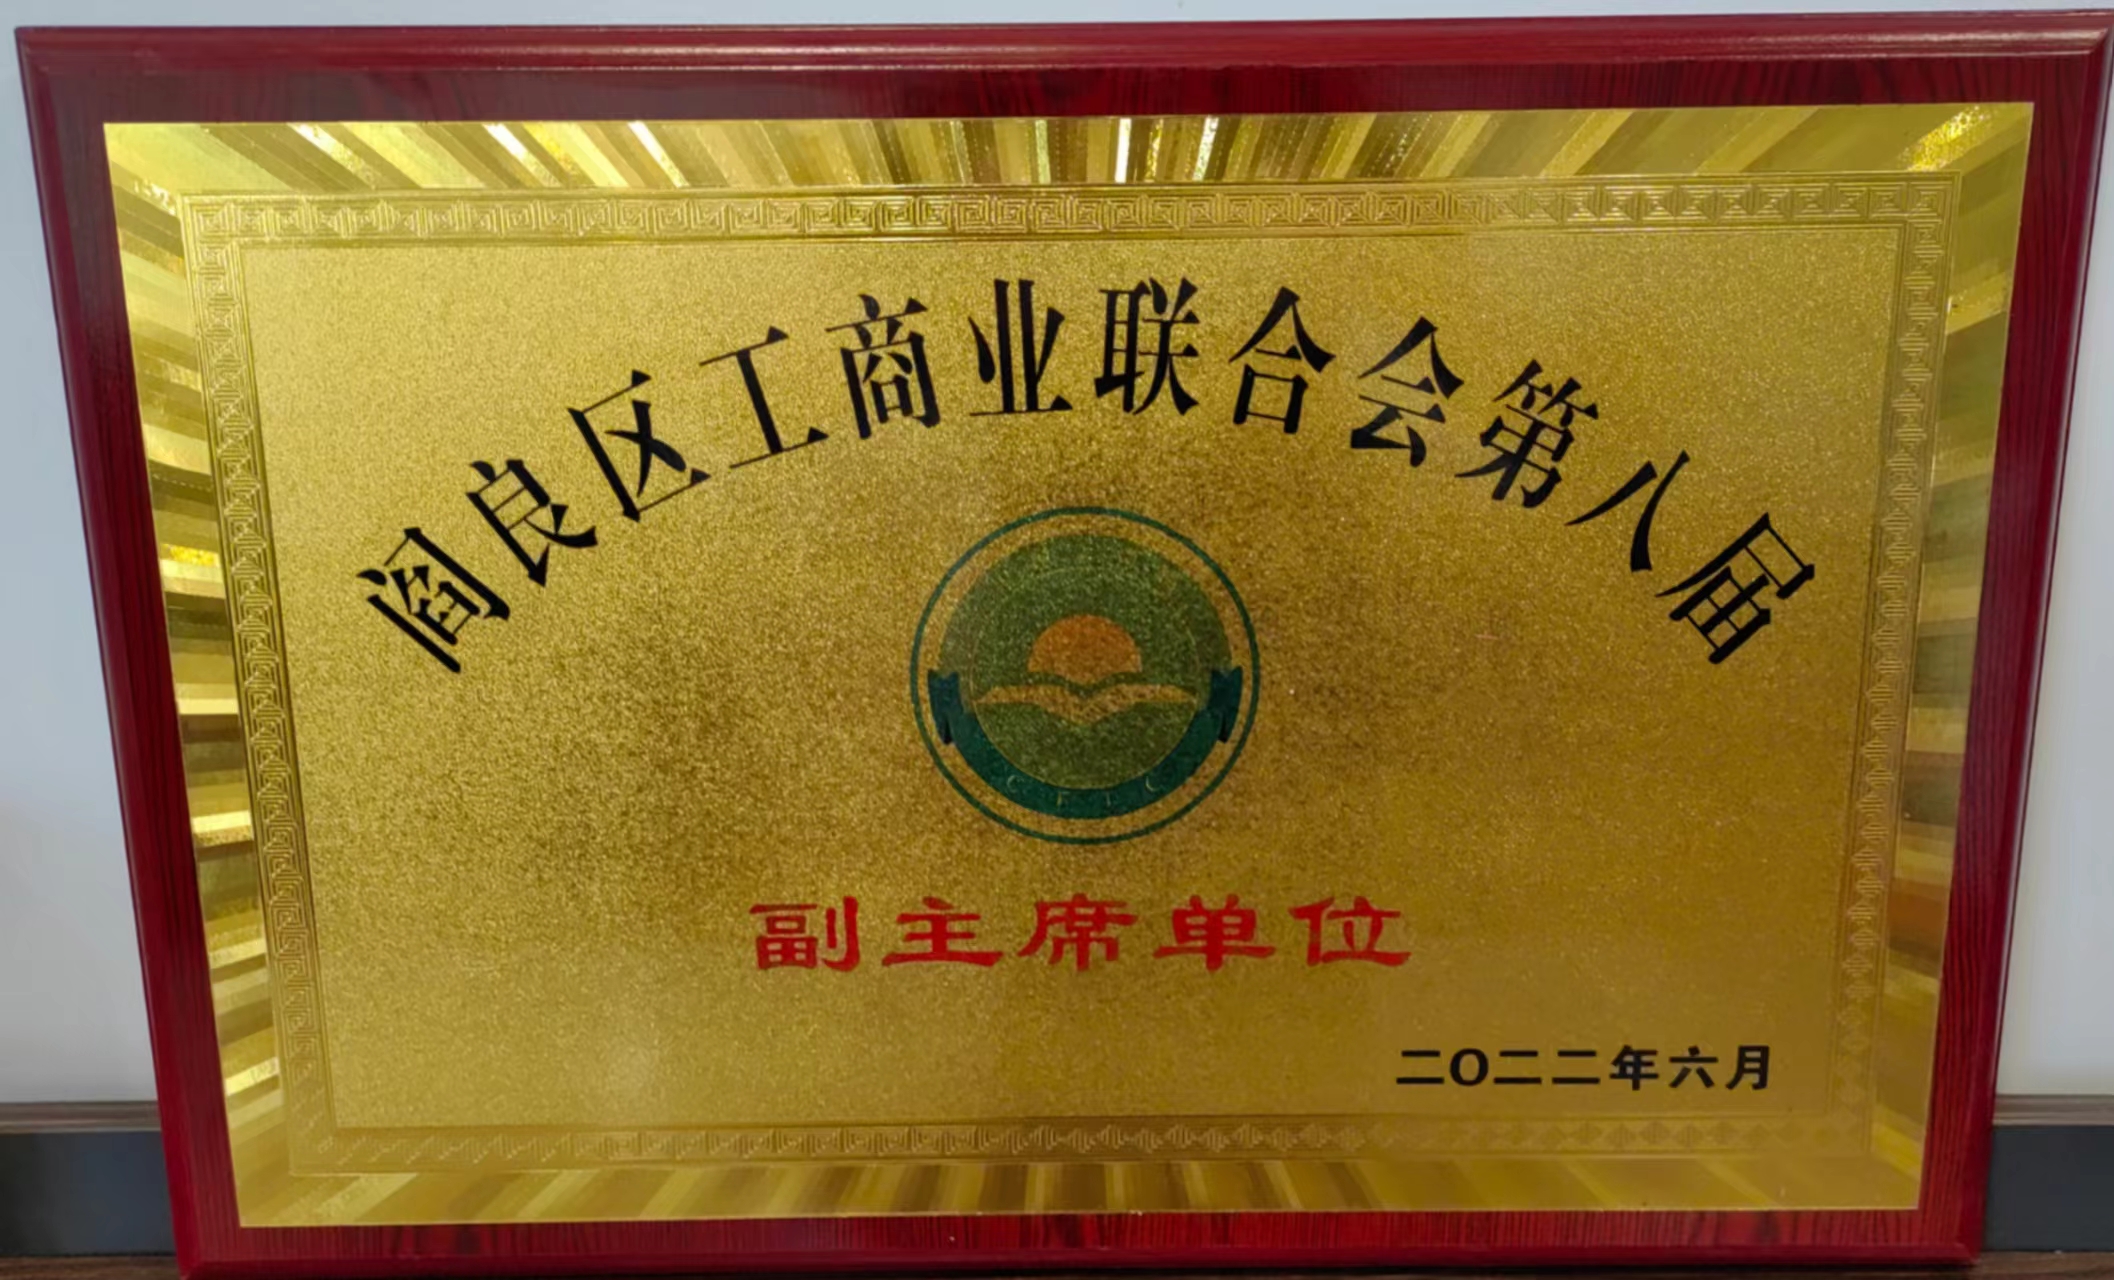 阎良区工商业联合会第八届
CFIC
副主席单位
二〇二二年六月